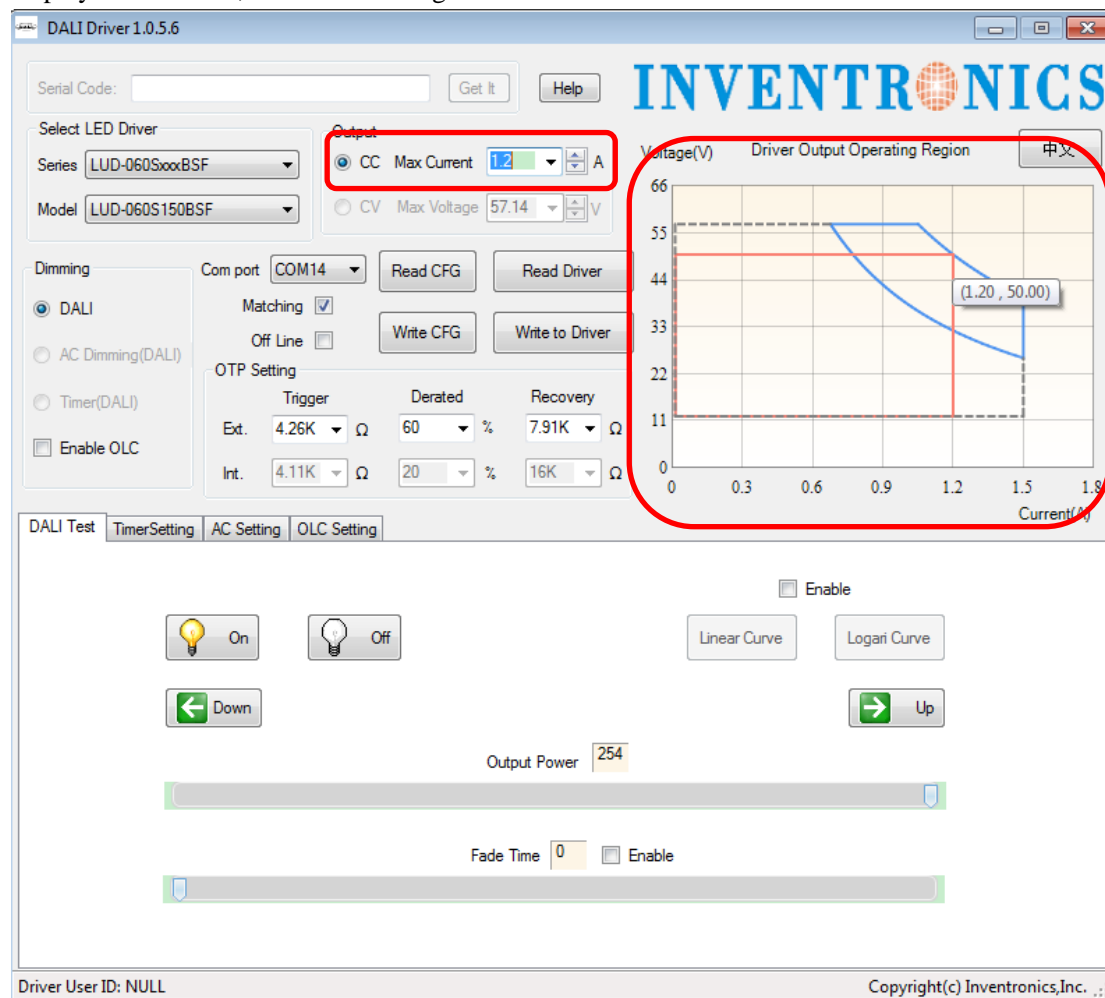 DALI Driver 1.0.5.6
Serial Code:
Get It
Help
INVENTRONICS
Select LED Driver
Series LUD-060SxxxBSF
Model LUD-060S150BSF
Output
CC Max Current 1.2 A
CV Max Voltage 57.14 V
Voltage(V) Driver Output Operating Region
中文
66
55
44
33
22
11
0
(1.20 , 50.00)
0 0.3 0.6 0.9 1.2 1.5 1.8
Current(A)
Dimming
DALI
AC Dimming(DALI)
Timer(DALI)
Enable OLC
Com port COM14
Read CFG
Read Driver
Matching
Off Line
Write CFG
Write to Driver
OTP Setting
Trigger Derated Recovery
Ext. 4.26K Ω 60 % 7.91K Ω
Int. 4.11K Ω 20 % 16K Ω
DALI Test TimerSetting AC Setting OLC Setting
Enable
On
Off
Linear Curve
Logari Curve
Down
Up
Output Power 254
Fade Time 0 Enable
Driver User ID: NULL
Copyright(c) Inventronics,Inc.